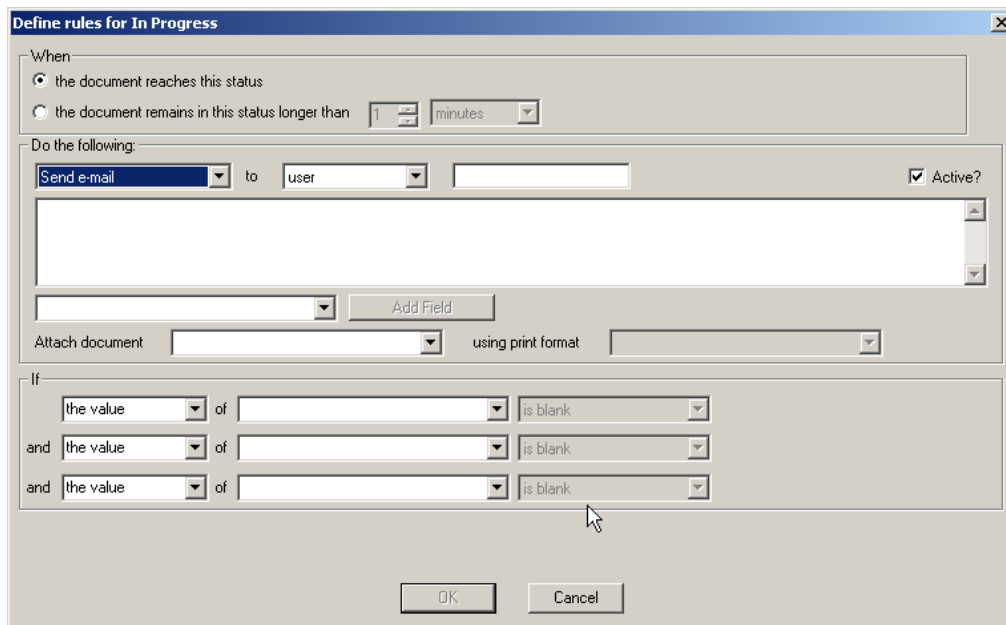 Define rules for In Progress
When
the document reaches this status
the document remains in this status longer than 1 minutes
Do the following:
Send e-mail to user Active?
Add Field
Attach document using print format
If
the value of is blank
and the value of is blank
and the value of is blank
OK Cancel